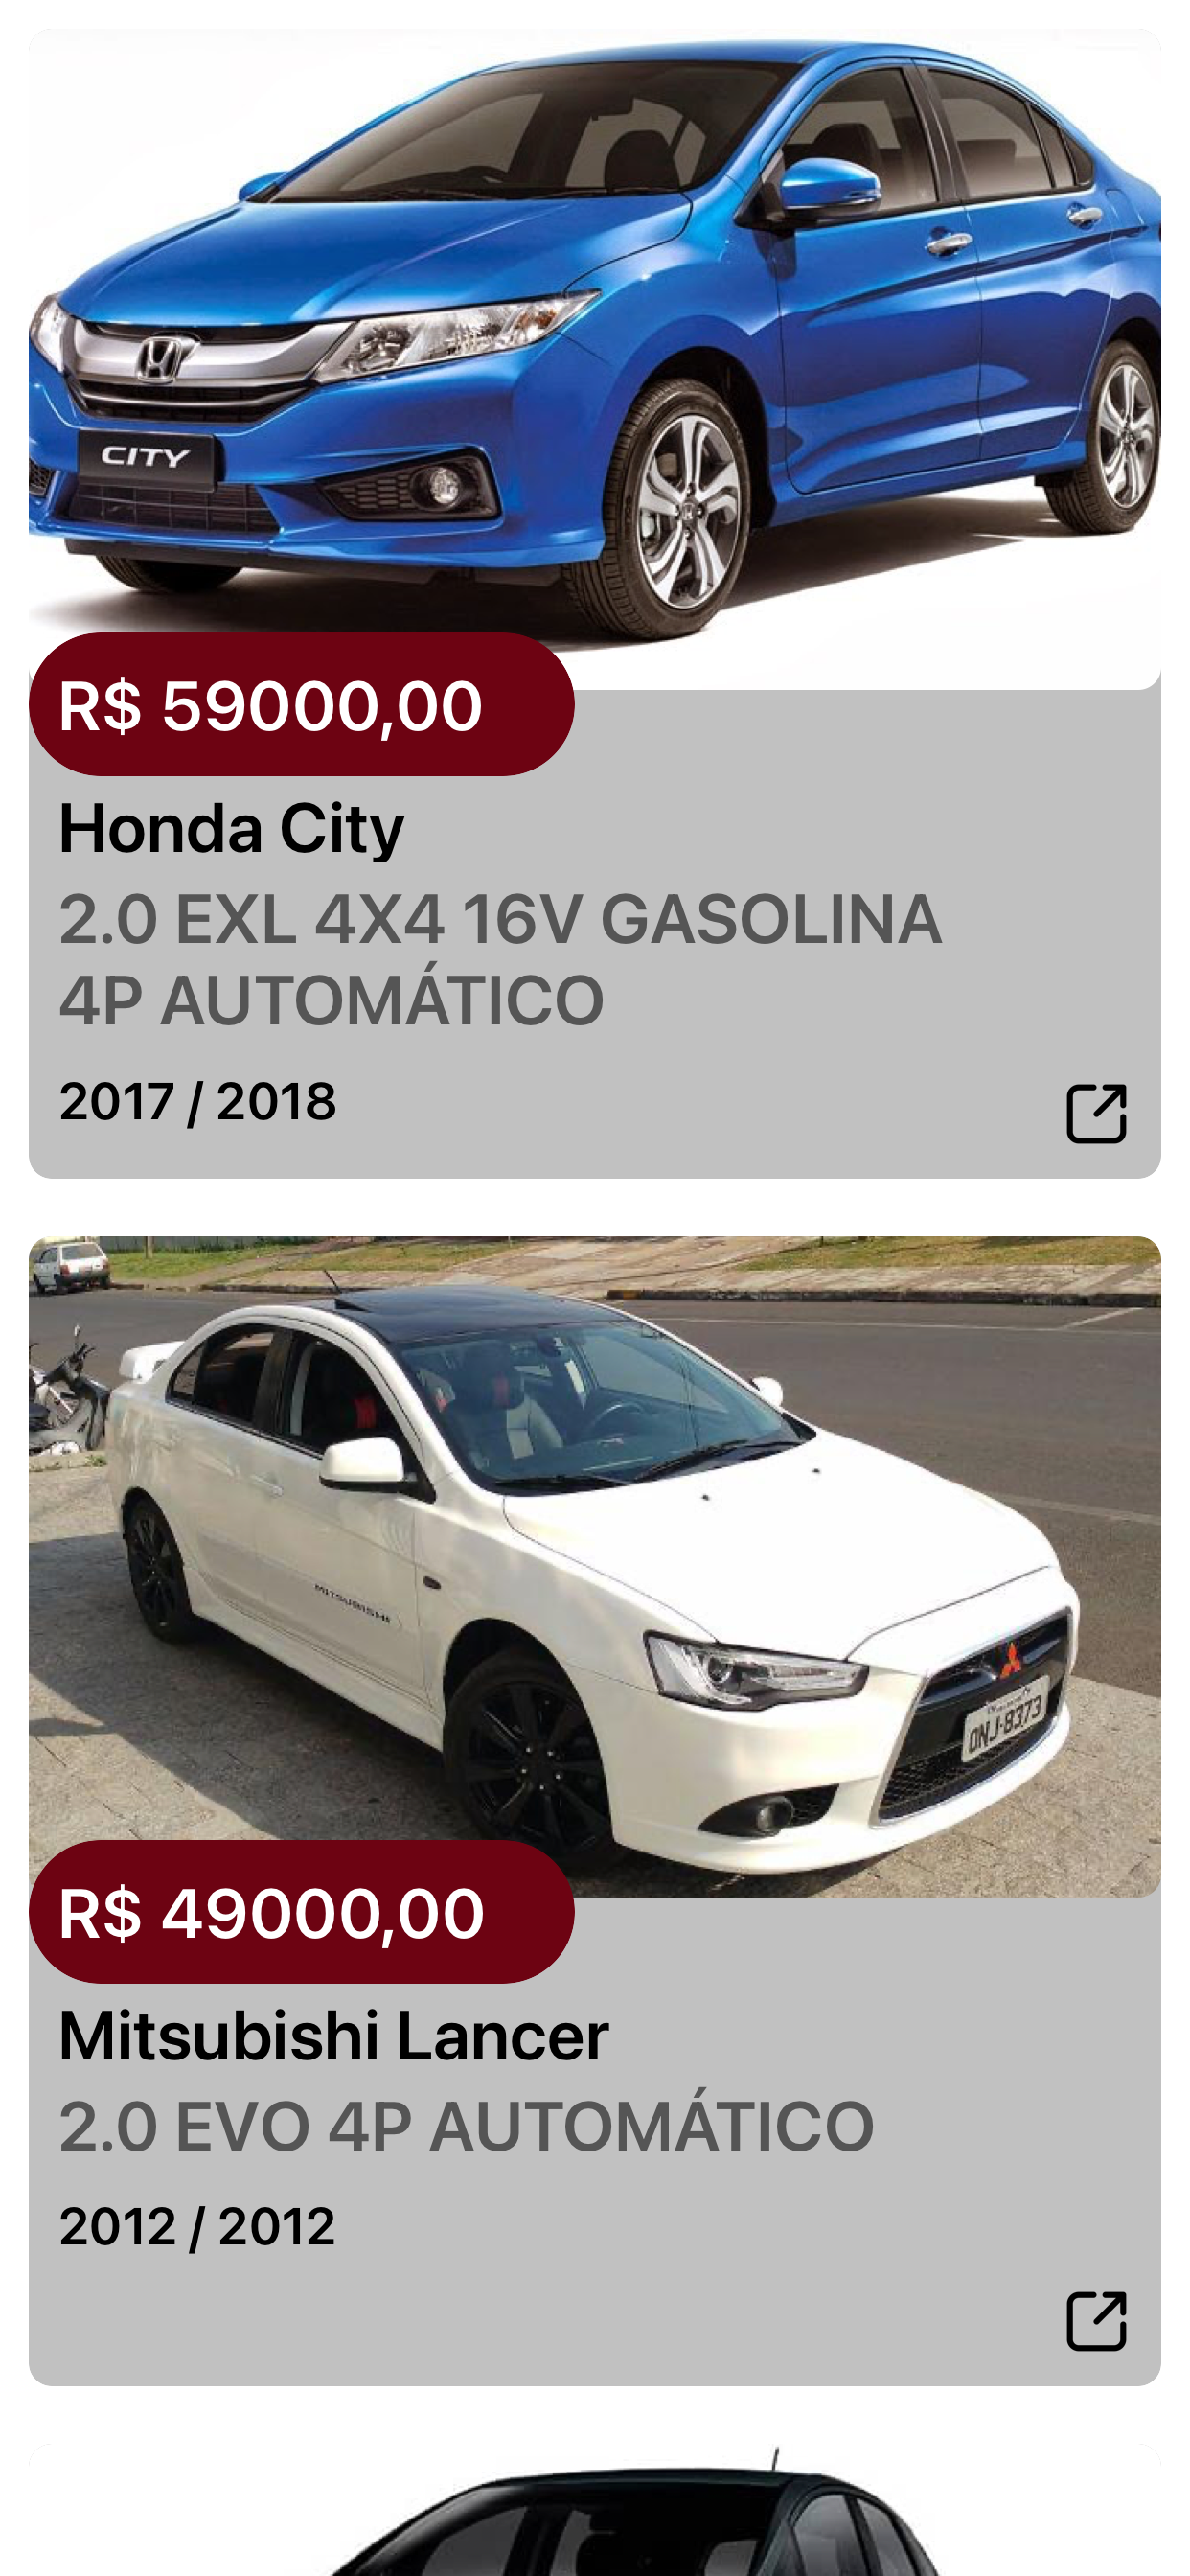 CITY
R$ 59000,00
Honda City
2.0 EXL 4X4 16V GASOLINA
4P AUTOMÁTICO
2017 / 2018
MITSUBISHI
ONJ-8373
R$ 49000,00
Mitsubishi Lancer
2.0 EVO 4P AUTOMÁTICO
2012 / 2012